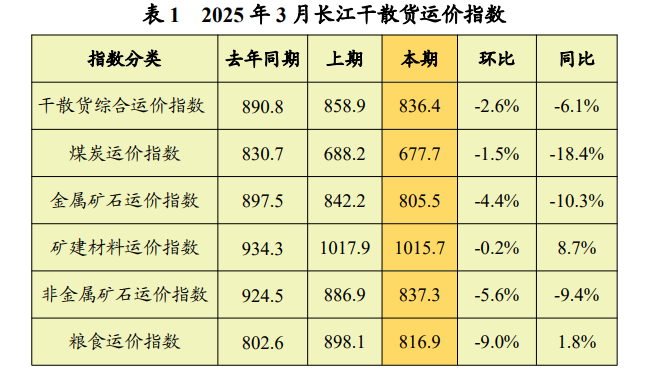 表 1 2025 年 3 月长江干散货运价指数
指数分类 去年同期 上期 本期 环比 同比
干散货综合运价指数 890.8 858.9 836.4 -2.6% -6.1%
煤炭运价指数 830.7 688.2 677.7 -1.5% -18.4%
金属矿石运价指数 897.5 842.2 805.5 -4.4% -10.3%
矿建材料运价指数 934.3 1017.9 1015.7 -0.2% 8.7%
非金属矿石运价指数 924.5 886.9 837.3 -5.6% -9.4%
粮食运价指数 802.6 898.1 816.9 -9.0% 1.8%